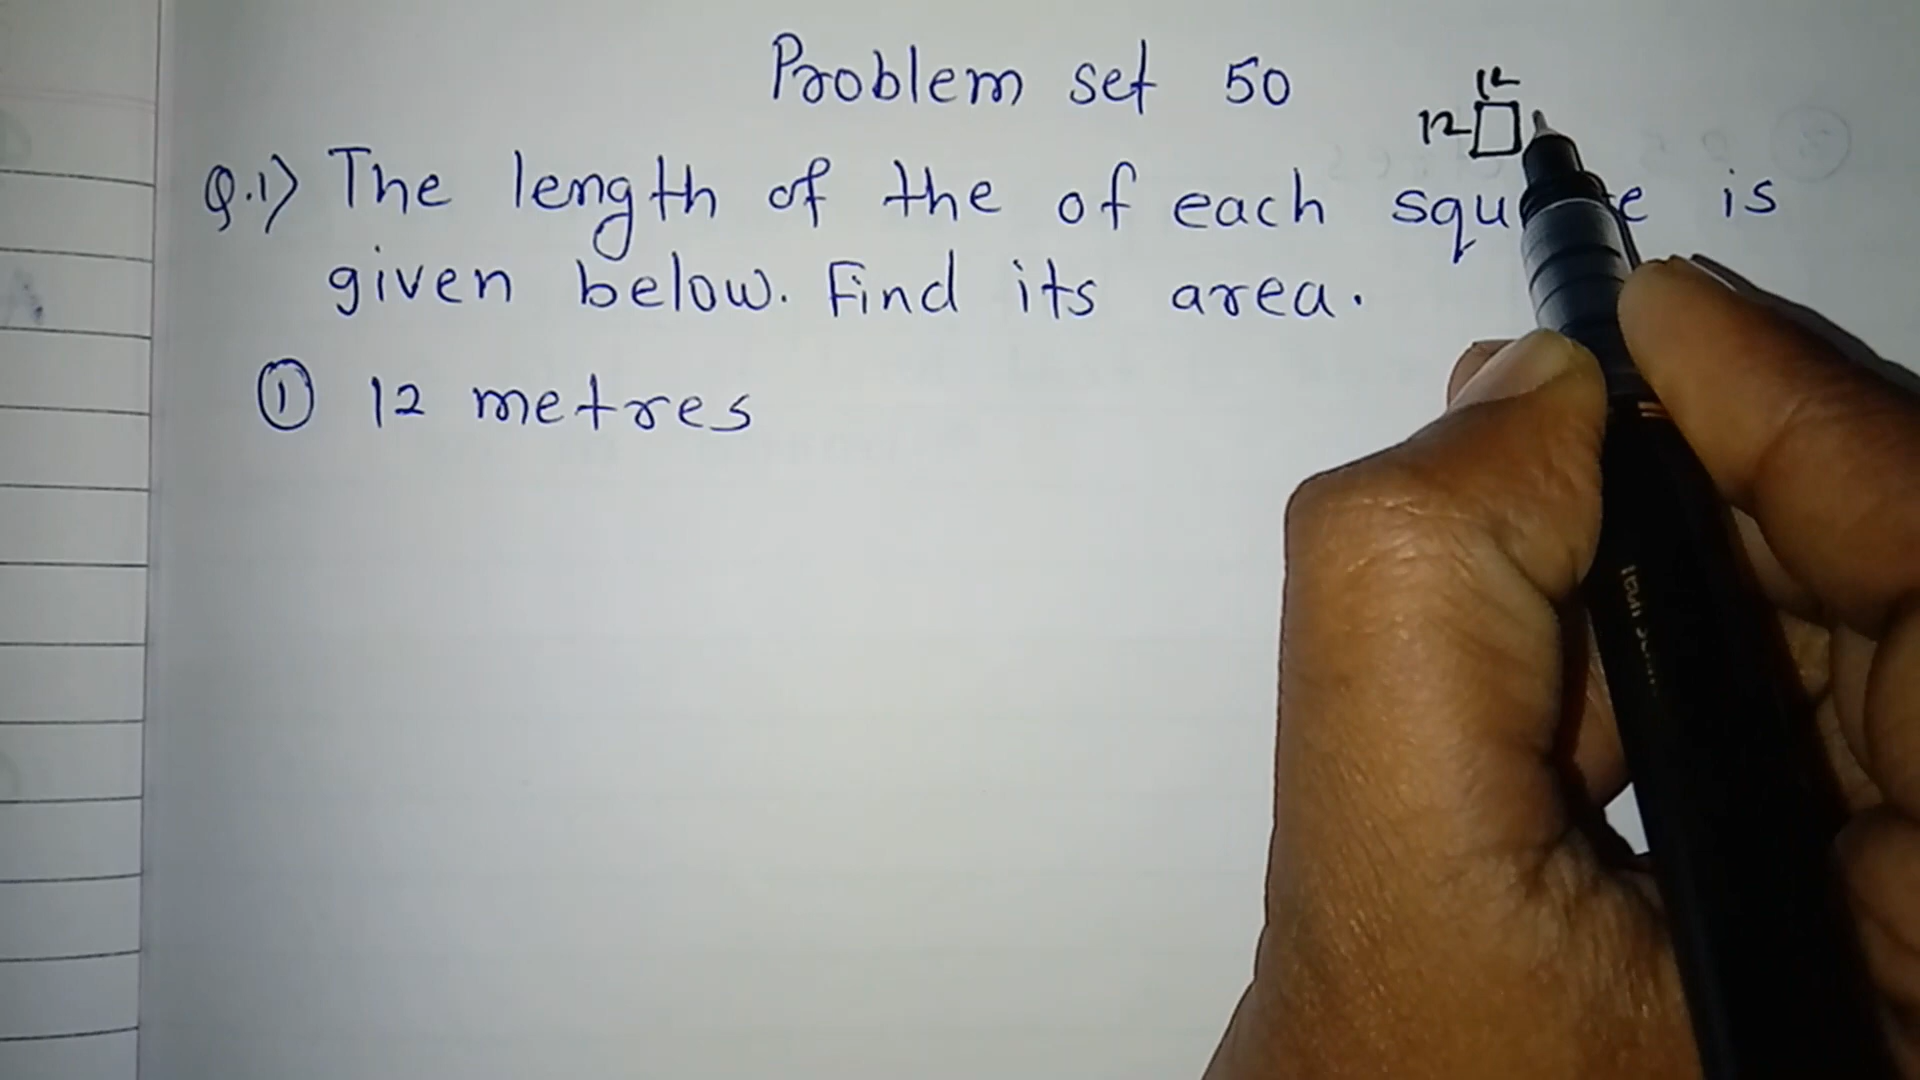 Problem set 50
12
12
Q.1) The length of the of each is
given below. Find its area.
① 12 metres